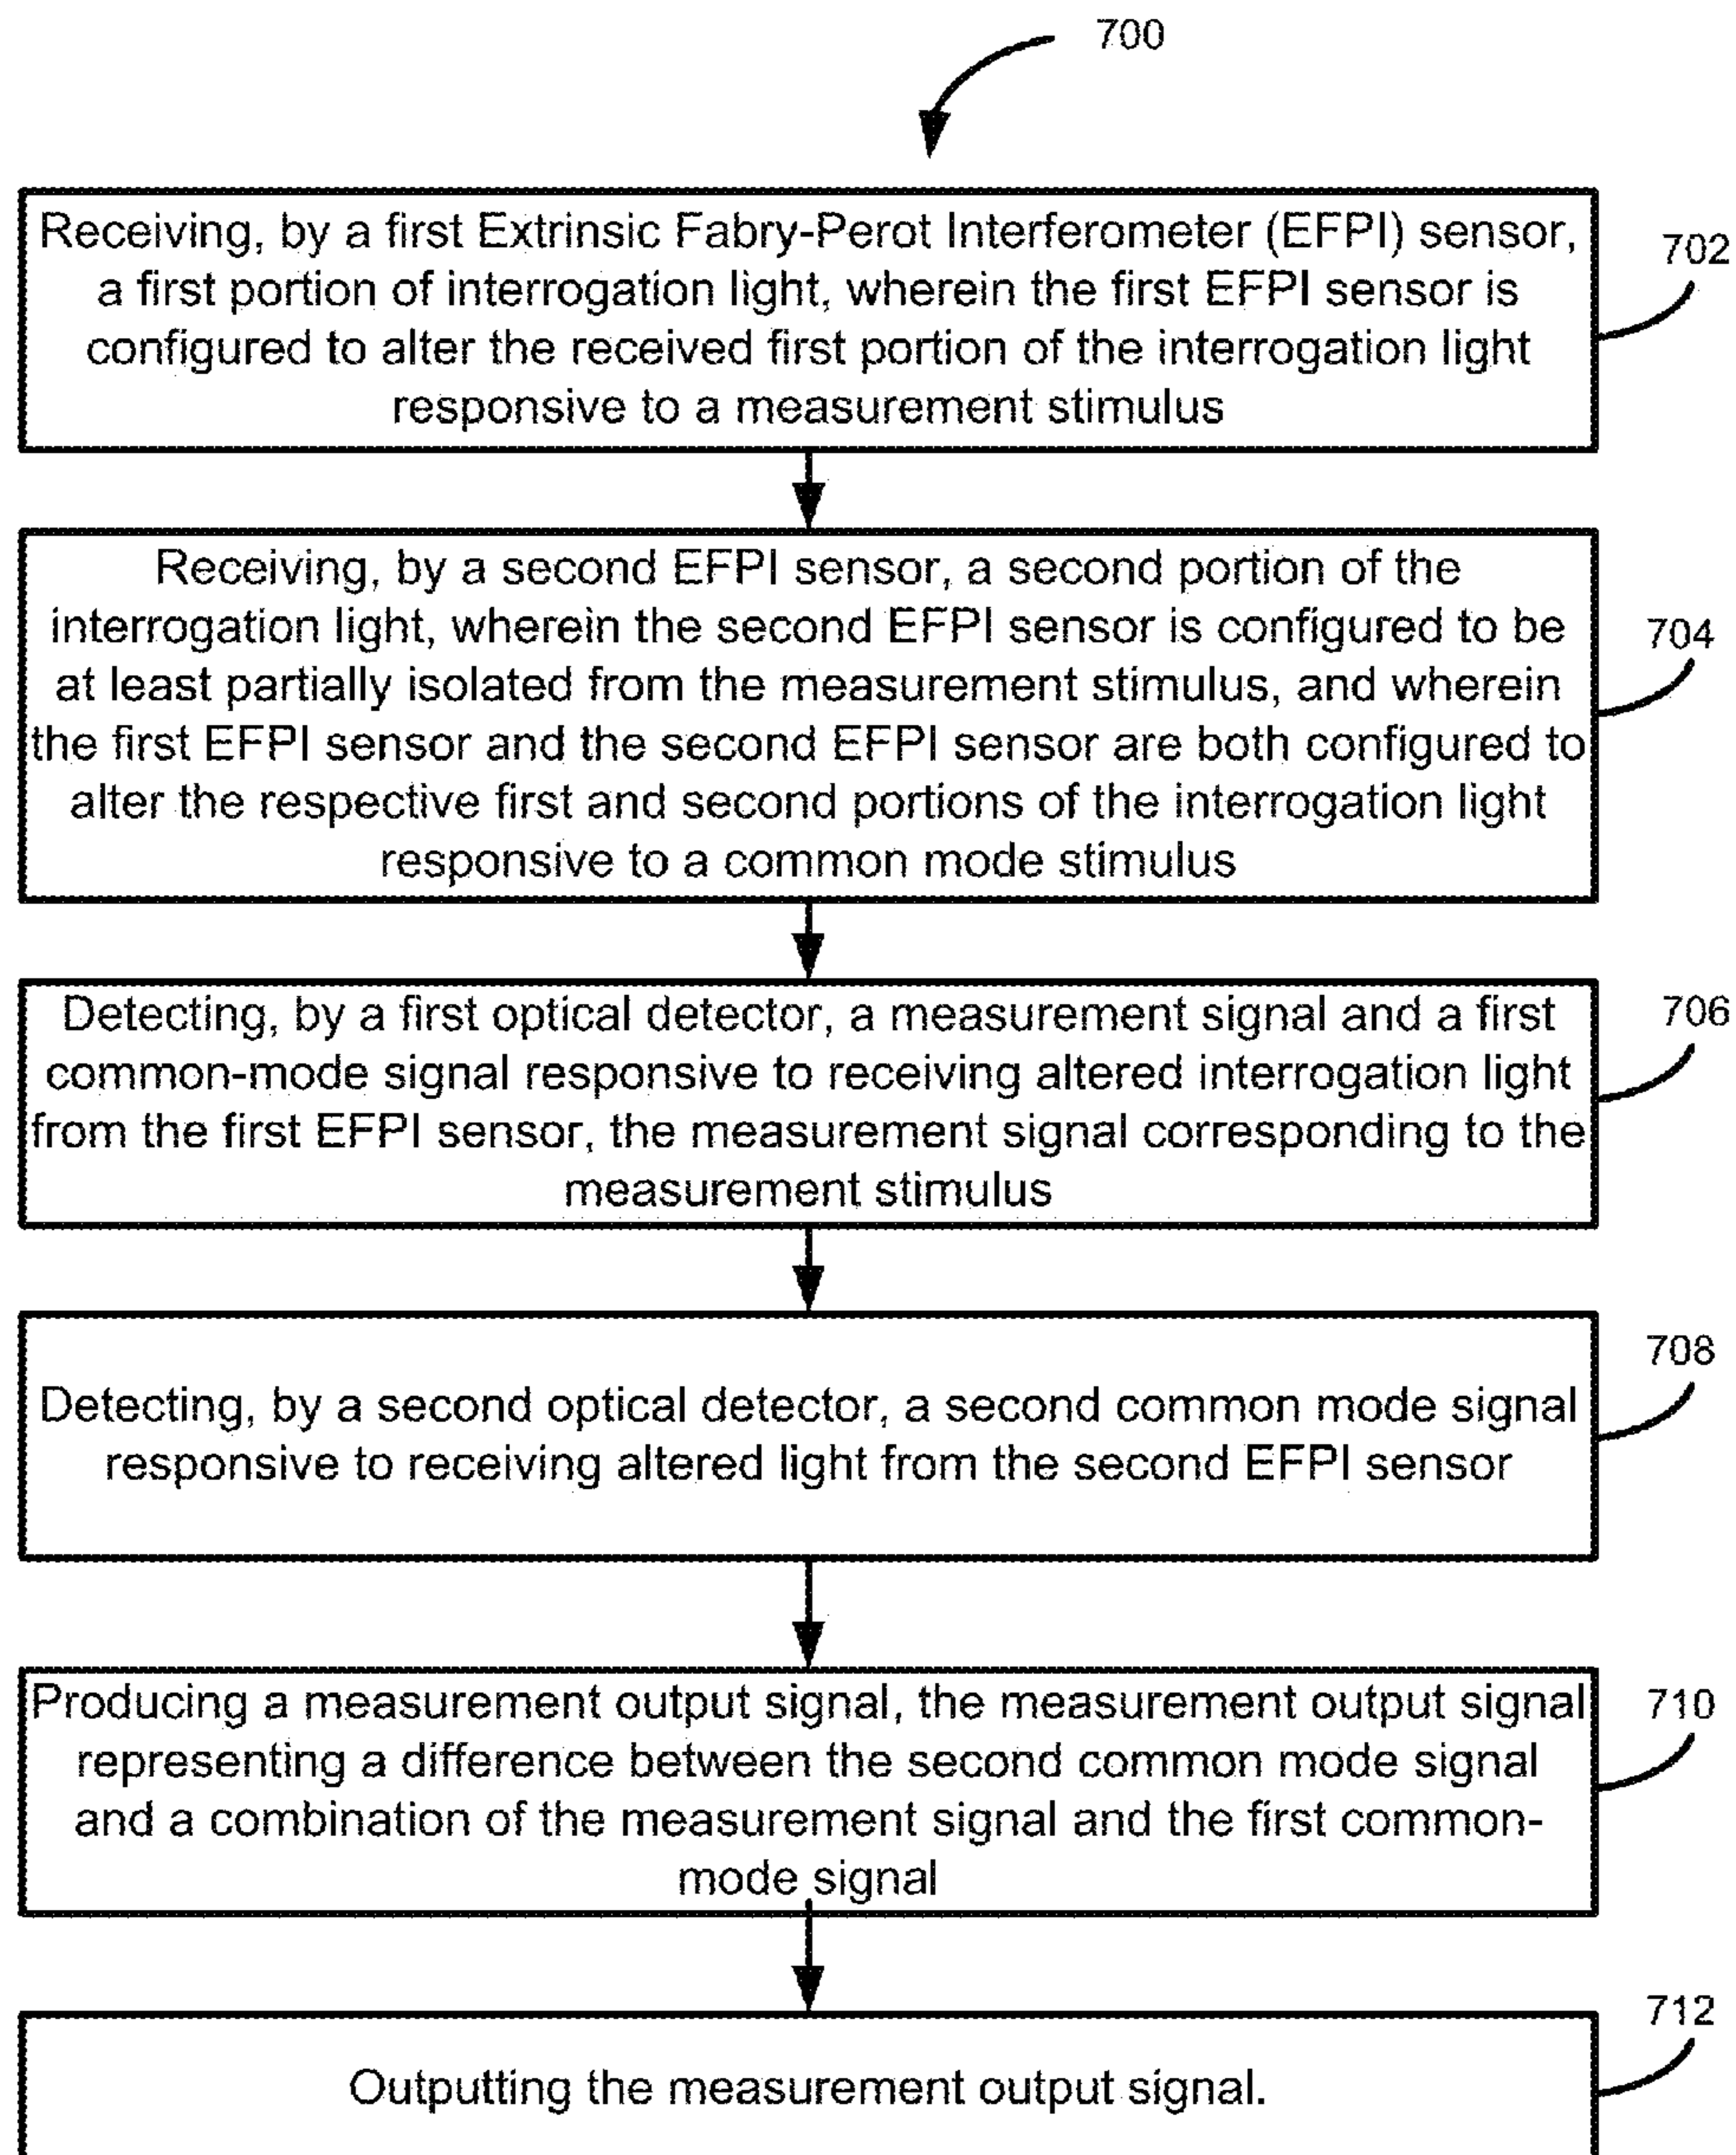 700
Receiving, by a first Extrinsic Fabry-Perot Interferometer (EFPI) sensor,
a first portion of interrogation light, wherein the first EFPI sensor is
configured to alter the received first portion of the interrogation light
responsive to a measurement stimulus
702
Receiving, by a second EFPI sensor, a second portion of the
interrogation light, wherein the second EFPI sensor is configured to be
at least partially isolated from the measurement stimulus, and wherein
the first EFPI sensor and the second EFPI sensor are both configured to
alter the respective first and second portions of the interrogation light
responsive to a common mode stimulus
704
Detecting, by a first optical detector, a measurement signal and a first
common-mode signal responsive to receiving altered interrogation light
from the first EFPI sensor, the measurement signal corresponding to the
measurement stimulus
706
Detecting, by a second optical detector, a second common mode signal
responsive to receiving altered light from the second EFPI sensor
708
Producing a measurement output signal, the measurement output signal
representing a difference between the second common mode signal
and a combination of the measurement signal and the first common-
mode signal
710
Outputting the measurement output signal.
712